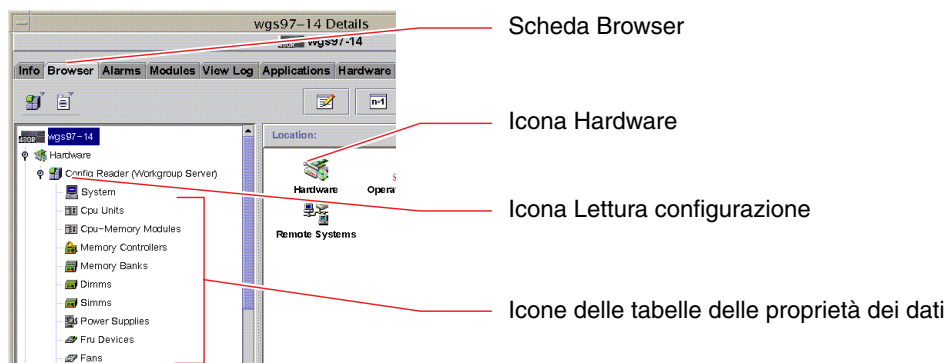 wgs97-14 Details
wgs97-14
Info Browser Alarms Modules View Log Applications Hardware
n-1
wgs97-14
Location:
Hardware
Config Reader (Workgroup Server)
System
Cpu Units
Cpu-Memory Modules
Memory Controllers
Memory Banks
Dimms
Simms
Power Supplies
Fru Devices
Fans
Hardware
Remote Systems
Scheda Browser
Icona Hardware
Icona Lettura configurazione
Icone delle tabelle delle proprietà dei dati